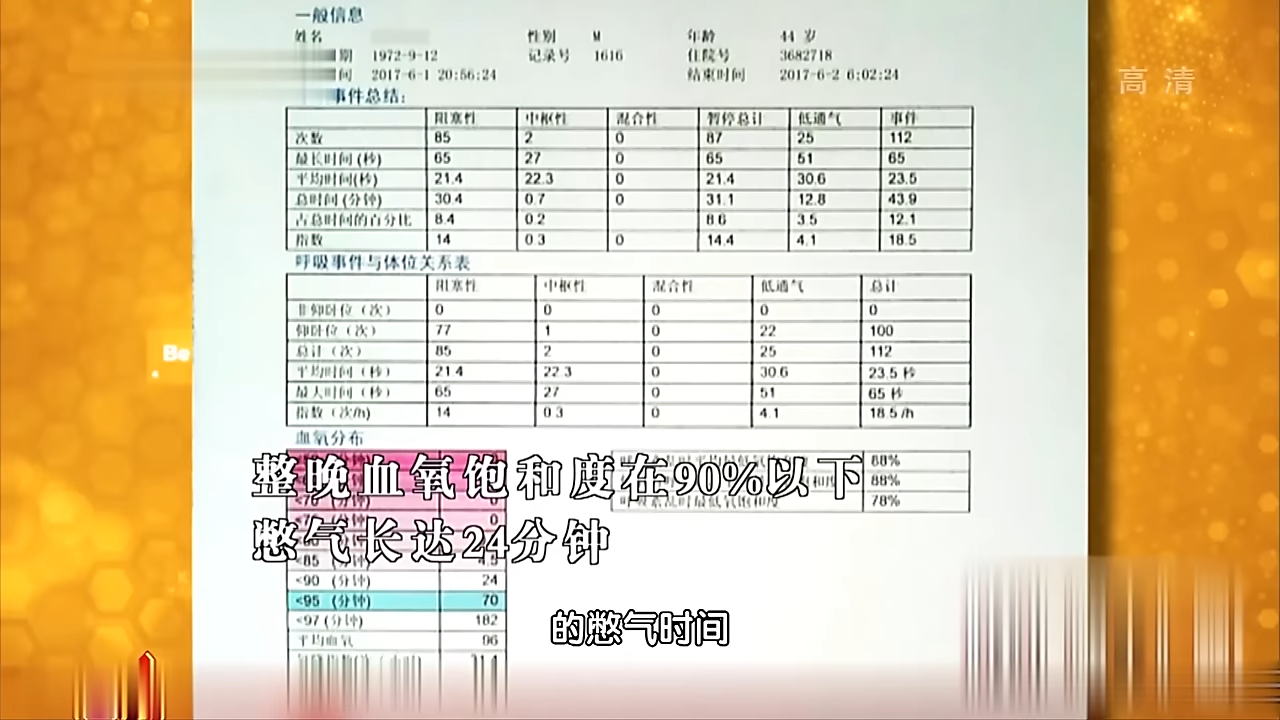 一般信息
姓名 性别 M 年龄 44 岁
期 1972-9-12 记录号 1616 住院号 3682718
间 2017-6-1 20:56:24 结束时间 2017-6-2 6:02:24
高清
事件总结:
阻塞性 中枢性 混合性 暂停总计 低通气 事件
次数 85 2 0 87 25 112
最长时间(秒) 65 27 0 65 51 65
平均时间(秒) 21.4 22.3 0 21.4 30.6 23.5
总时间(分钟) 30.4 0.7 0 31.1 12.8 43.9
占总时间的百分比 8.4 0.2 8.6 3.5 12.1
指数 14 0.3 0 14.4 4.1 18.5
呼吸事件与体位关系表
阻塞性 中枢性 混合性 低通气 总计
非仰卧位（次） 0 0 0 0 0
仰卧位（次） 77 1 0 22 100
总计（次） 85 2 0 25 112
平均时间（秒） 21.4 22.3 0 30.6 23.5 秒
最大时间（秒） 65 27 0 51 65 秒
指数（次/h) 14 0.3 0 4.1 18.5 /h
Be
血氧分布
88%
整晚血氧饱和度在90%以下
88%
78%
憋气长达24分钟
<85 (分钟) 4.5
<90 (分钟) 24
<95 (分钟) 70
<97 (分钟) 182
平均血氧 96
的憋气时间